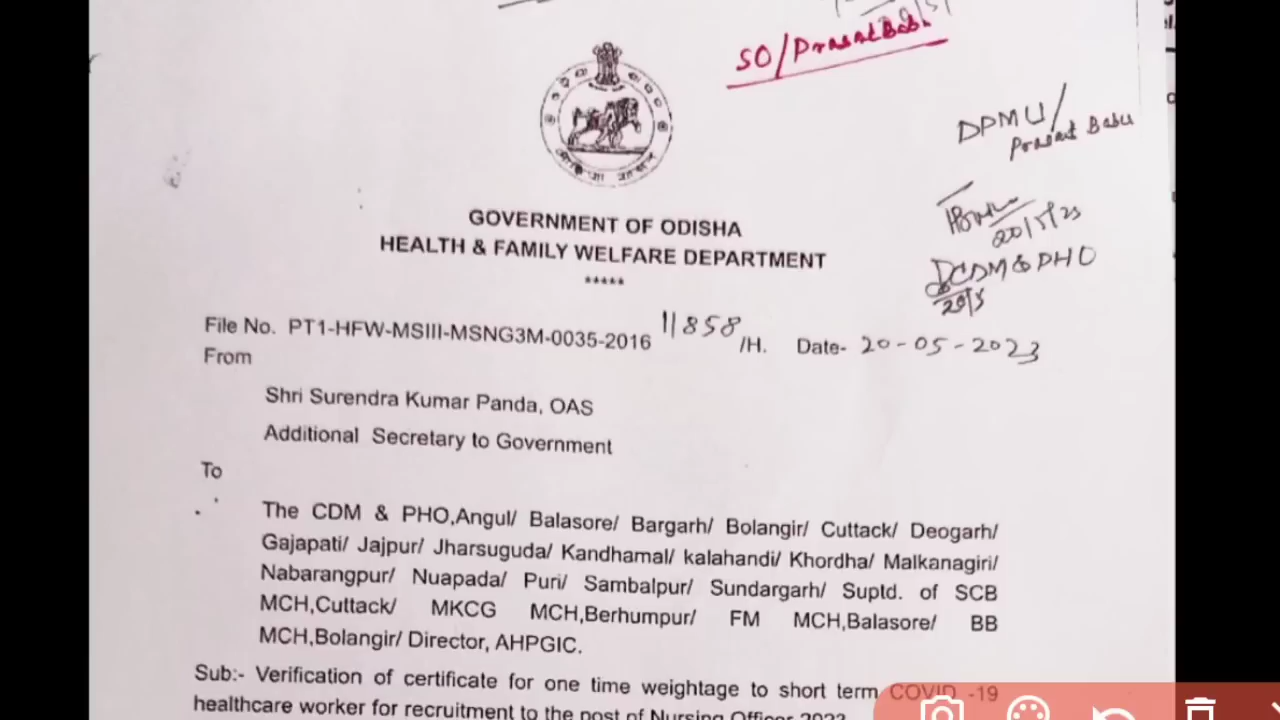 SO/Prasat Babu
DPMU/
Prasat Babu
20/5/23
DCDM & PHO
20/5
GOVERNMENT OF ODISHA
HEALTH & FAMILY WELFARE DEPARTMENT
*****
File No. PT1-HFW-MSIII-MSNG3M-0035-2016 11858 /H. Date- 20-05-2023
From
Shri Surendra Kumar Panda, OAS
Additional Secretary to Government
To
The CDM & PHO,Angul/ Balasore/ Bargarh/ Bolangir/ Cuttack/ Deogarh/
Gajapati/ Jajpur/ Jharsuguda/ Kandhamal/ kalahandi/ Khordha/ Malkanagiri/
Nabarangpur/ Nuapada/ Puri/ Sambalpur/ Sundargarh/ Suptd. of SCB
MCH,Cuttack/ MKCG MCH,Berhumpur/ FM MCH,Balasore/ BB
MCH,Bolangir/ Director, AHPGIC.
Sub:- Verification of certificate for one time weightage to short term COVID -19
healthcare worker for recruitment to the post of Nursing Officer 2023